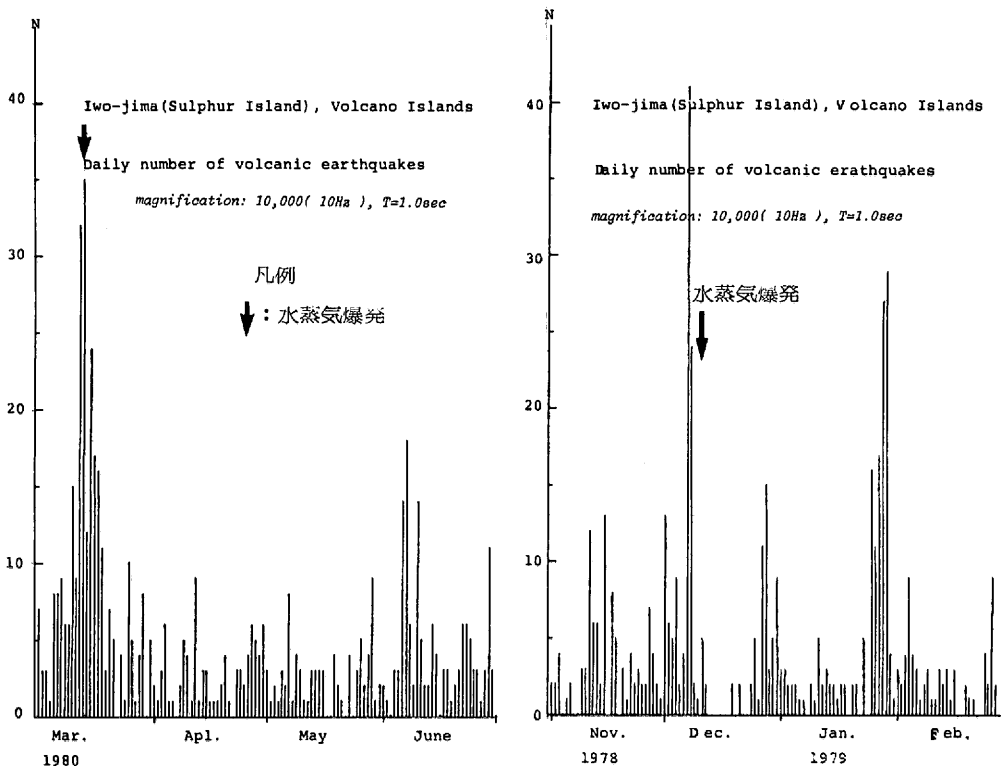 N
40
30
20
10
0
Iwo-jima(Sulphur Island), Volcano Islands
Daily number of volcanic earthquakes
magnification: 10,000( 10Hz ), T=1.0sec
凡例
: 水蒸気爆発
Mar. Apr. May June
1980
N
40
30
20
10
0
Iwo-jima(Sulphur Island), Volcano Islands
Daily number of volcanic erathquakes
magnification: 10,000( 10Hz ), T=1.0sec
水蒸気爆発
Nov. Dec. Jan. Feb.
1978 1979